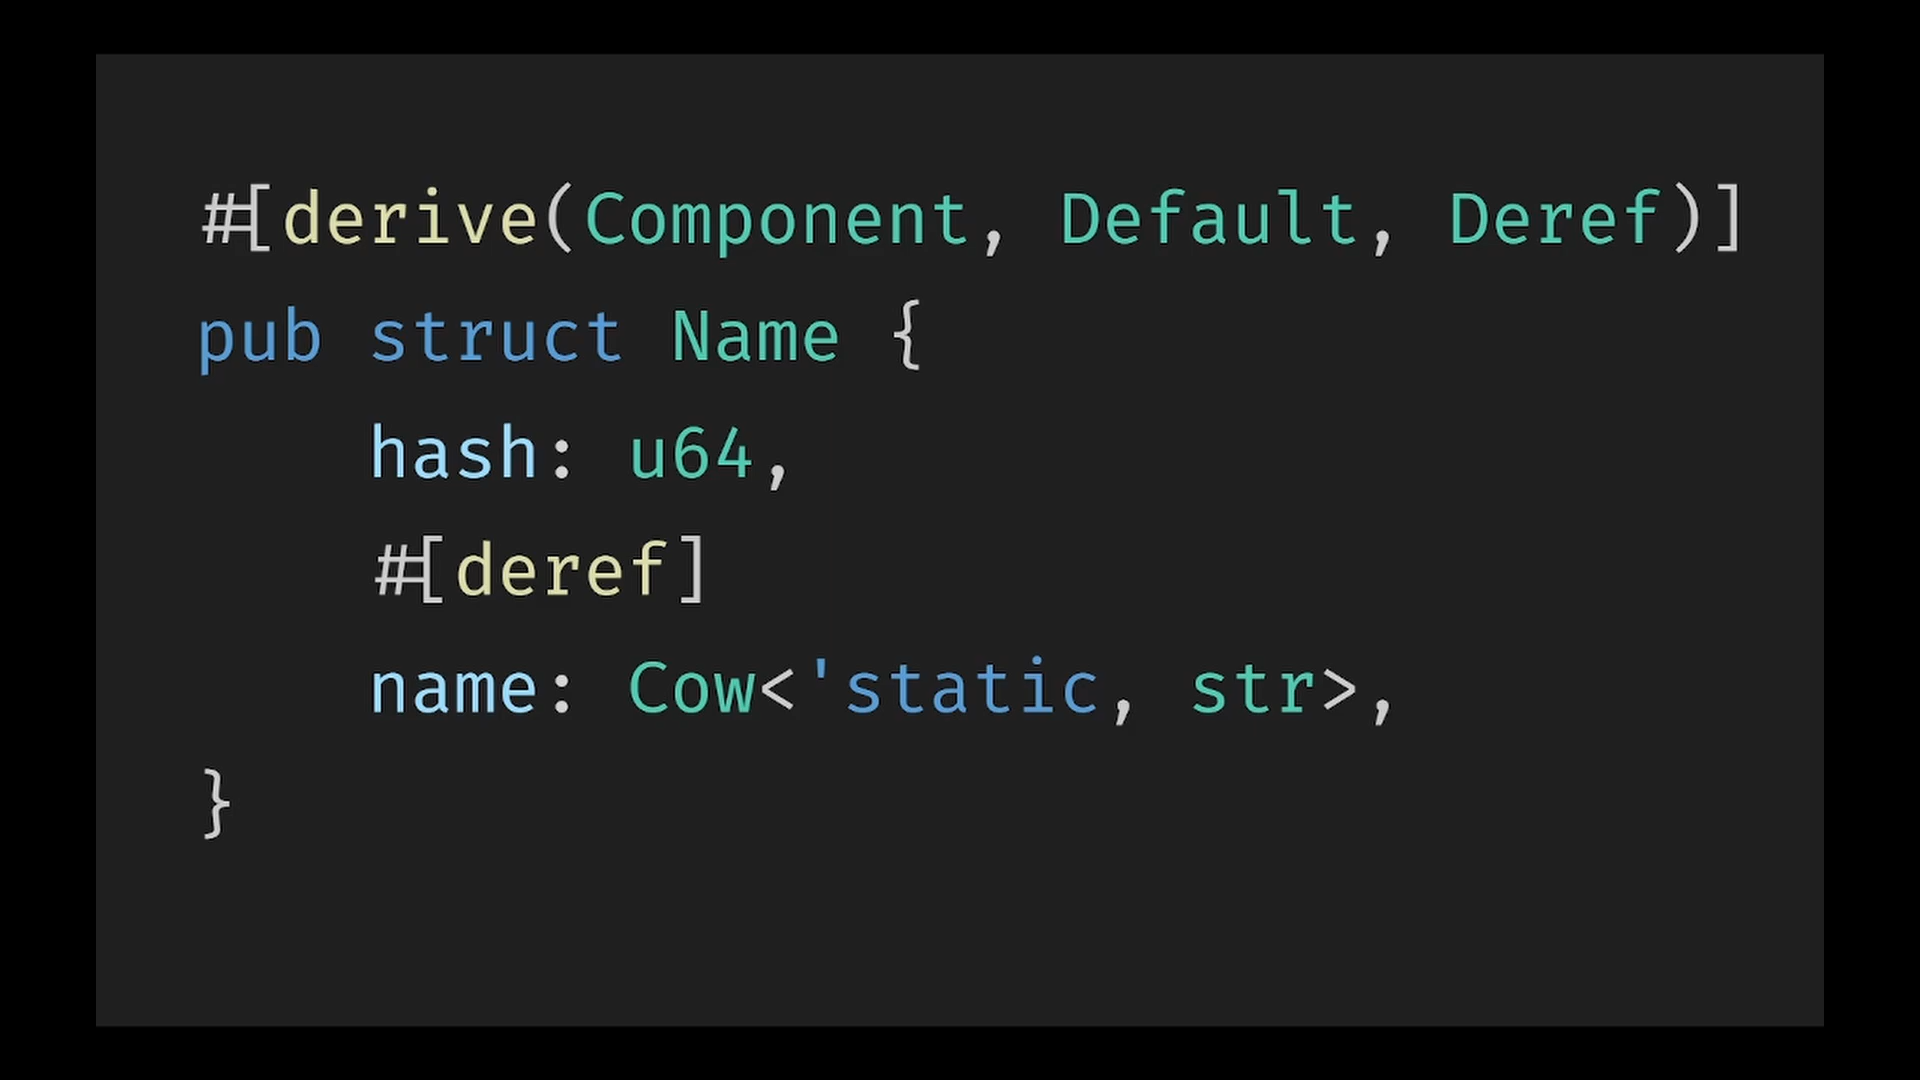 #[derive(Component, Default, Deref)]
pub struct Name {
    hash: u64,
    #[deref]
    name: Cow<'static, str>,
}